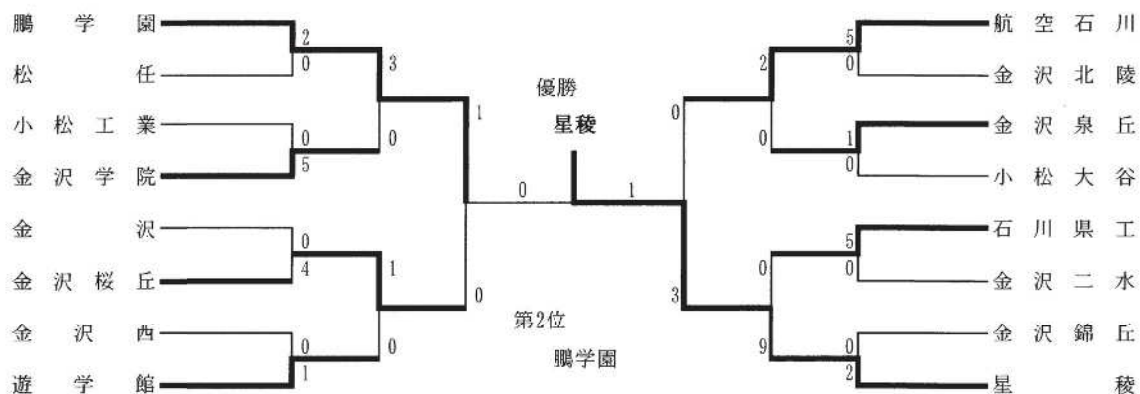 鵬学園
2
0
松任
3
小松工業
0
5
金沢学院
0
1
金沢
0
4
金沢桜丘
1
金沢西
0
1
遊学館
0
0
優勝
星稜
0
1
第2位
鵬学園
航空石川
5
0
金沢北陵
2
金沢泉丘
1
0
小松大谷
0
0
石川県工
5
0
金沢二水
0
金沢錦丘
0
2
星稜
9
3